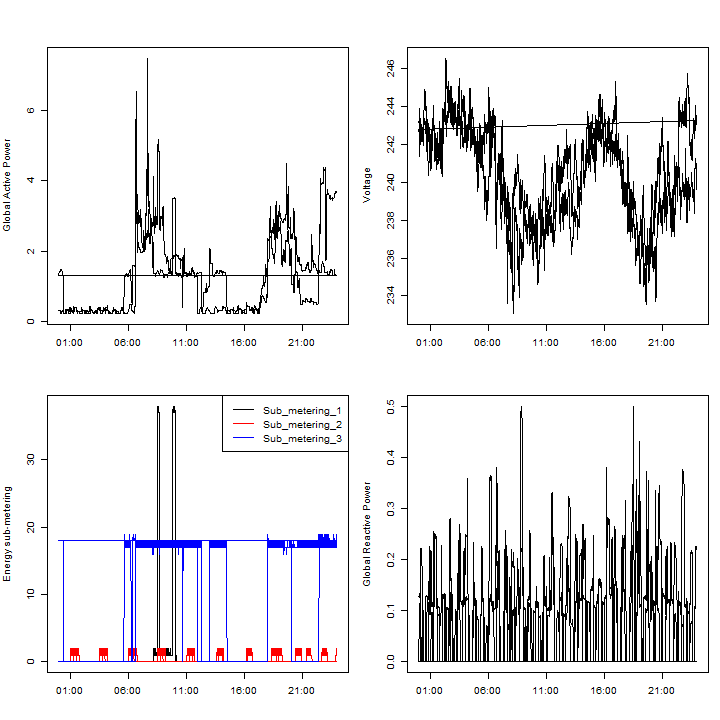 Global Active Power
0
2
4
6
01:00 06:00 11:00 16:00 21:00
Voltage
234
236
238
240
242
244
246
01:00 06:00 11:00 16:00 21:00
Energy sub-metering
0
10
20
30
Sub_metering_1
Sub_metering_2
Sub_metering_3
01:00 06:00 11:00 16:00 21:00
Global Reactive Power
0.0
0.1
0.2
0.3
0.4
0.5
01:00 06:00 11:00 16:00 21:00